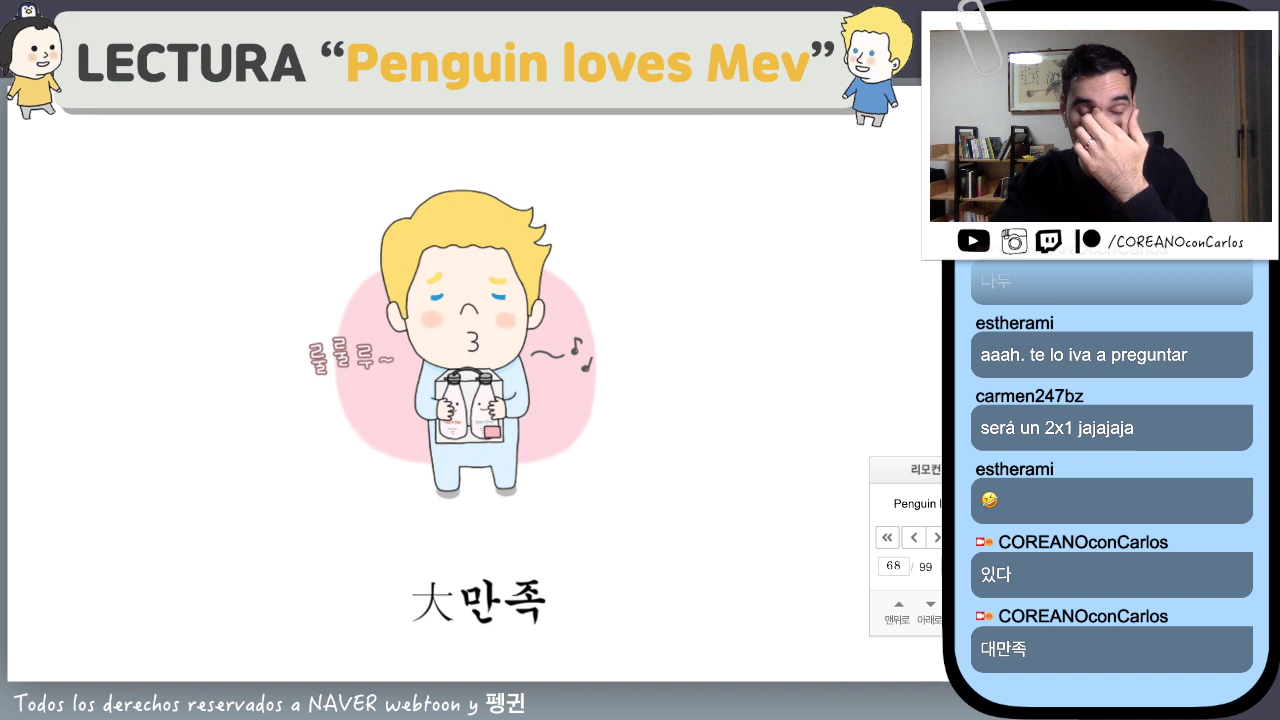 LECTURA “Penguin loves Mev”
룰룰루~
大만족
리모컨
Penguin l
68 / 99
맨위로 아래로
Todos los derechos reservados a NAVER webtoon y 펭귄
/COREANOconCarlos
나두
estherami
aaah. te lo iva a preguntar
carmen247bz
será un 2x1 jajajaja
estherami
🤣
COREANOconCarlos
있다
COREANOconCarlos
대만족